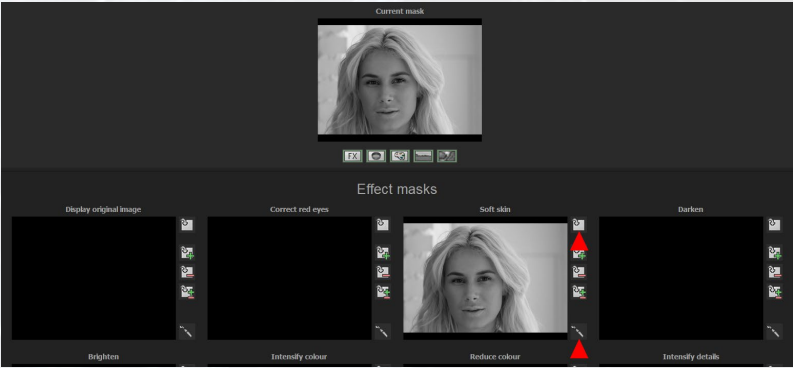 Current mask
FX
Effect masks
Display original image
Correct red eyes
Soft skin
Darken
Brighten
Intensify colour
Reduce colour
Intensify details